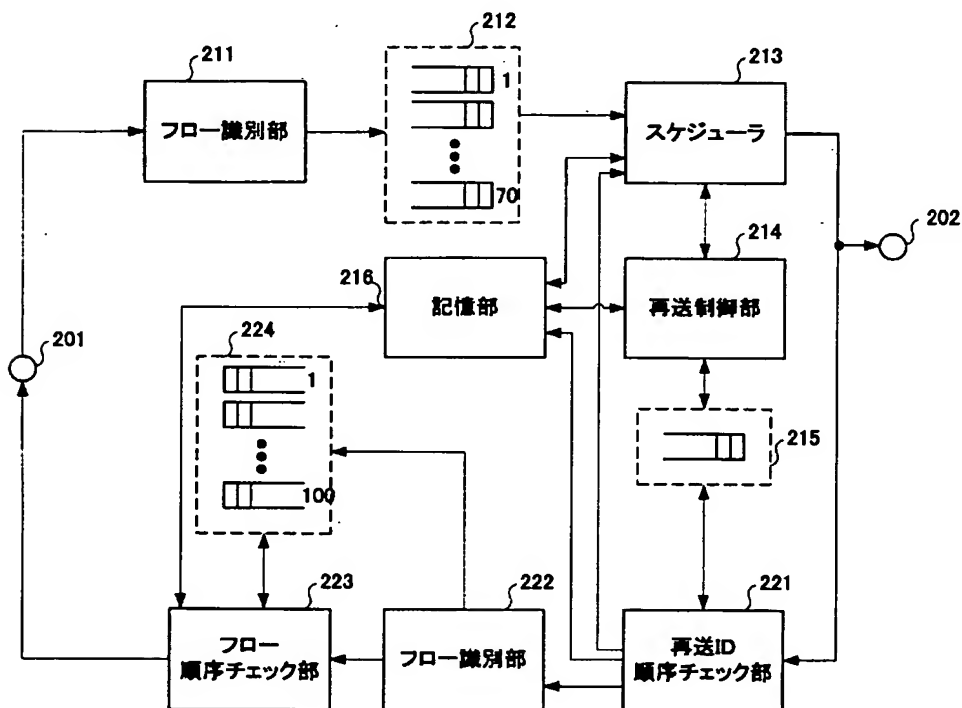 212
211
213
フロー識別部
1
70
スケジューラ
202
214
216
記憶部
再送制御部
224
201
1
100
215
223
222
221
フロー
順序チェック部
フロー識別部
再送ID
順序チェック部